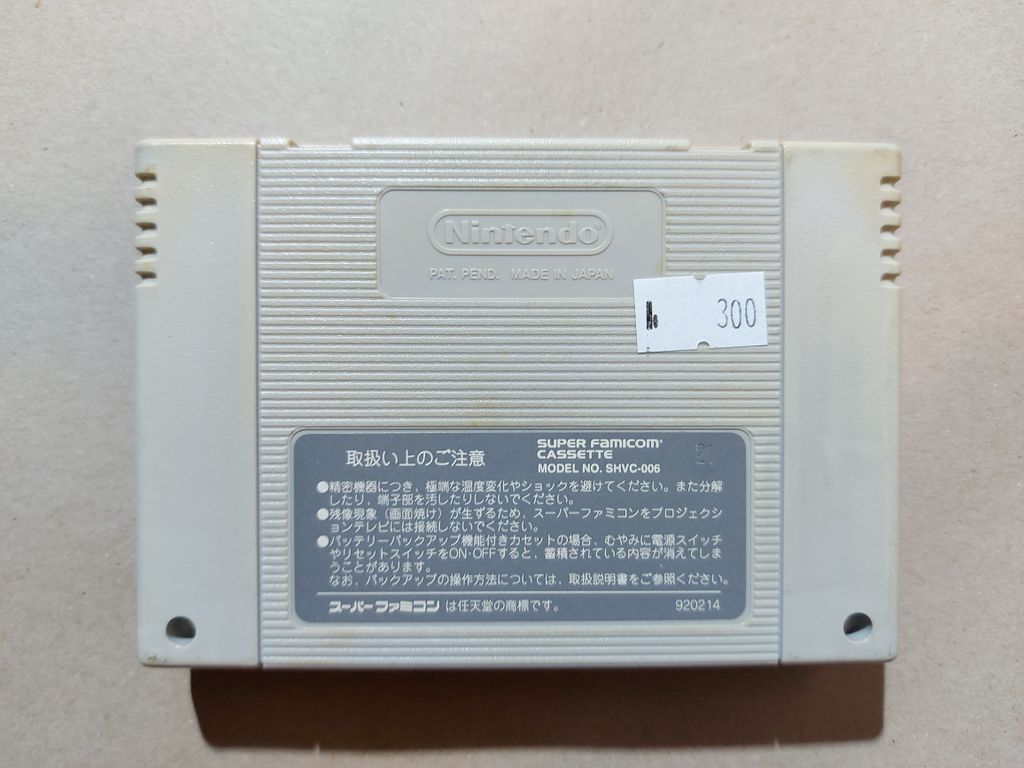 Nintendo®
PAT. PEND. MADE IN JAPAN
300
取扱い上のご注意
SUPER FAMICOM®
CASSETTE
MODEL NO. SHVC-006
●精密機器につき、極端な温度変化やショックを避けてください。また分解
したり、端子部を汚したりしないでください。
●残像現象（画面焼け）が生ずるため、スーパーファミコンをプロジェクシ
ョンテレビには接続しないでください。
●バッテリーバックアップ機能付きカセットの場合、むやみに電源スイッチ
やリセットスイッチをON・OFFすると、蓄積されている内容が消えてしま
うことがあります。
なお、バックアップの操作方法については、取扱説明書をご参照ください。
スーパーファミコン は任天堂の商標です。
920214